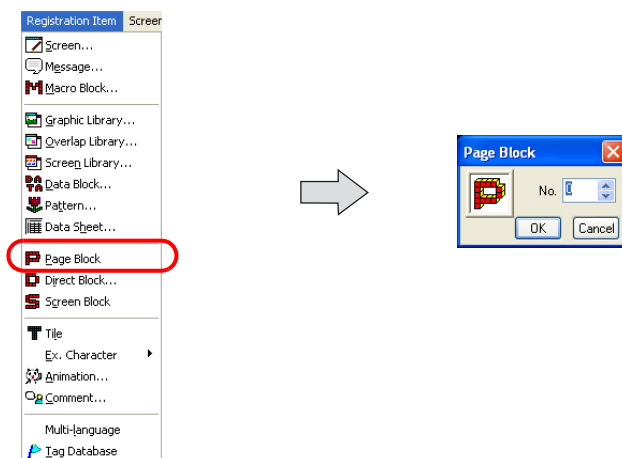 Registration Item Screen
Screen...
Message...
Macro Block...
Graphic Library...
Overlap Library...
Screen Library...
Data Block...
Pattern...
Data Sheet...
Page Block
Direct Block...
Screen Block
Tile
Ex. Character
Animation...
Comment...
Multi-language
Tag Database
Page Block
No. 0
OK Cancel